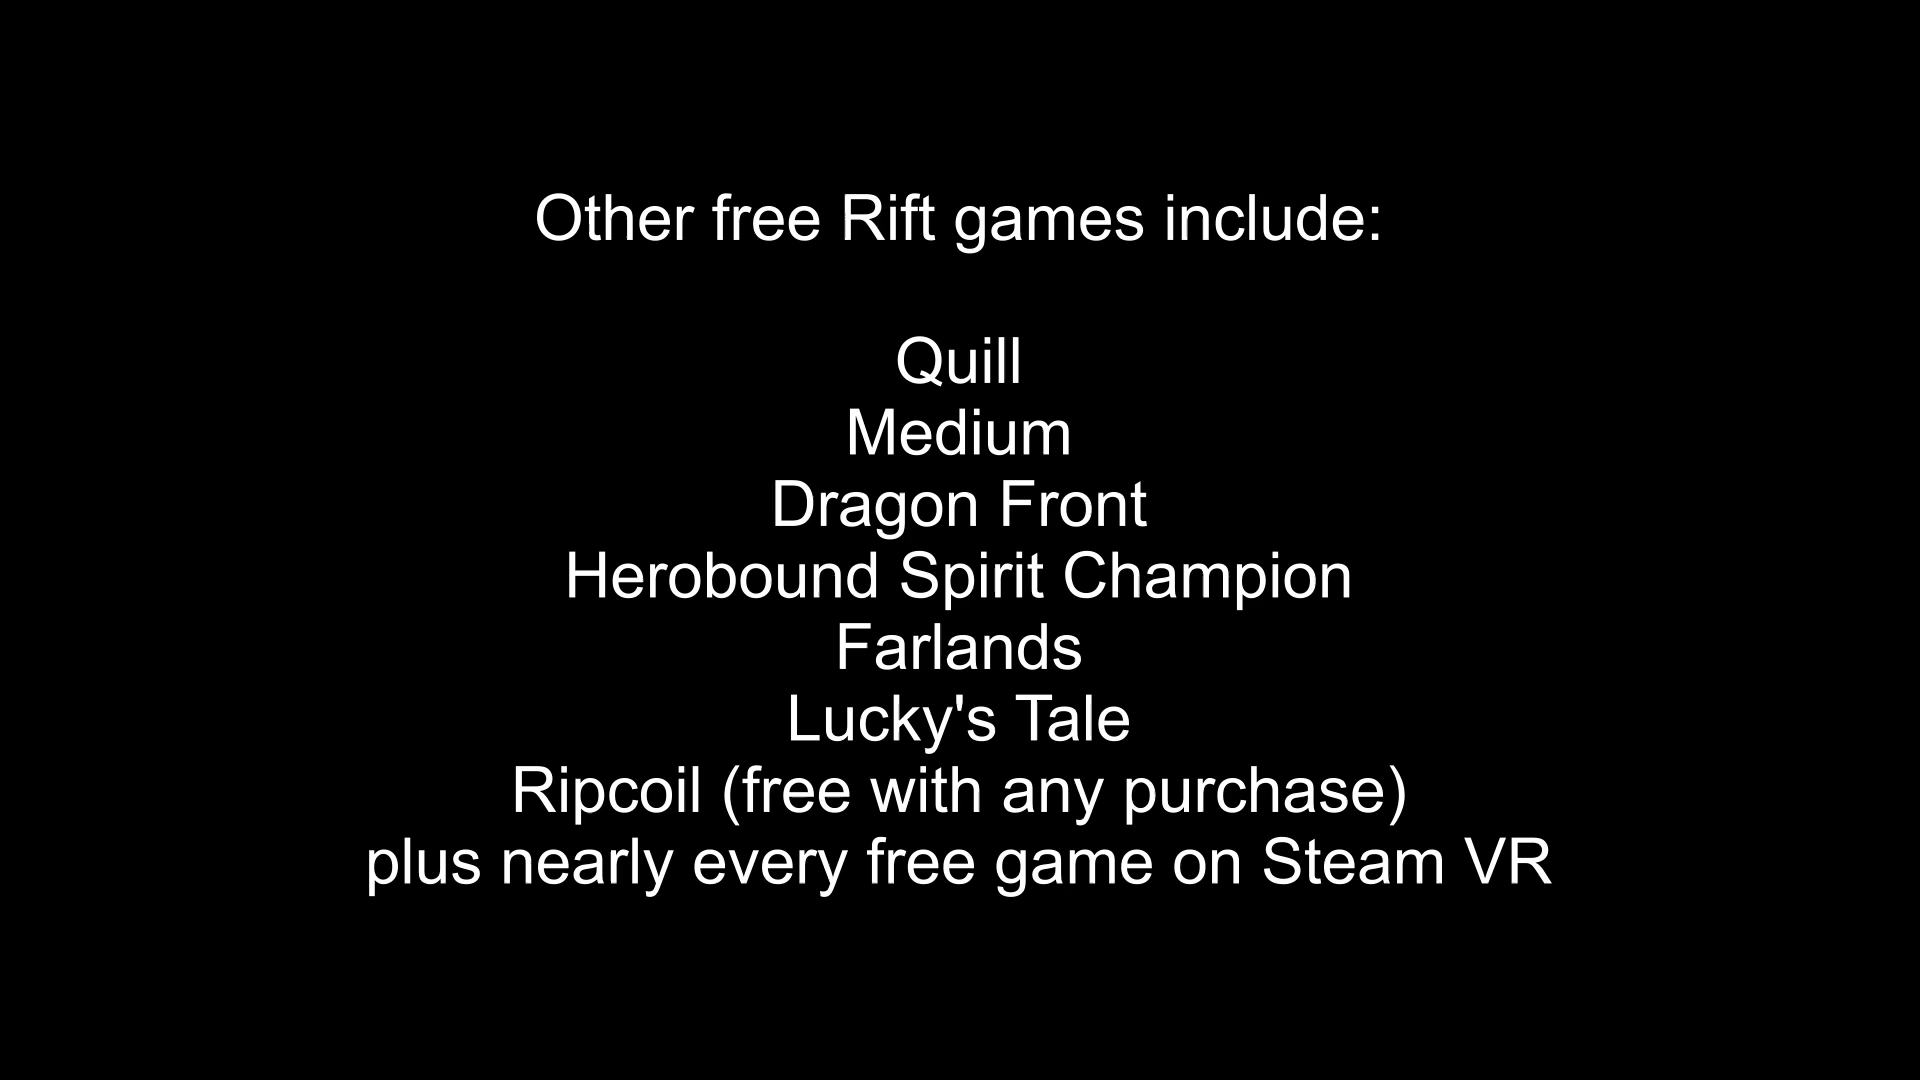 Other free Rift games include:
Quill
Medium
Dragon Front
Herobound Spirit Champion
Farlands
Lucky's Tale
Ripcoil (free with any purchase)
plus nearly every free game on Steam VR